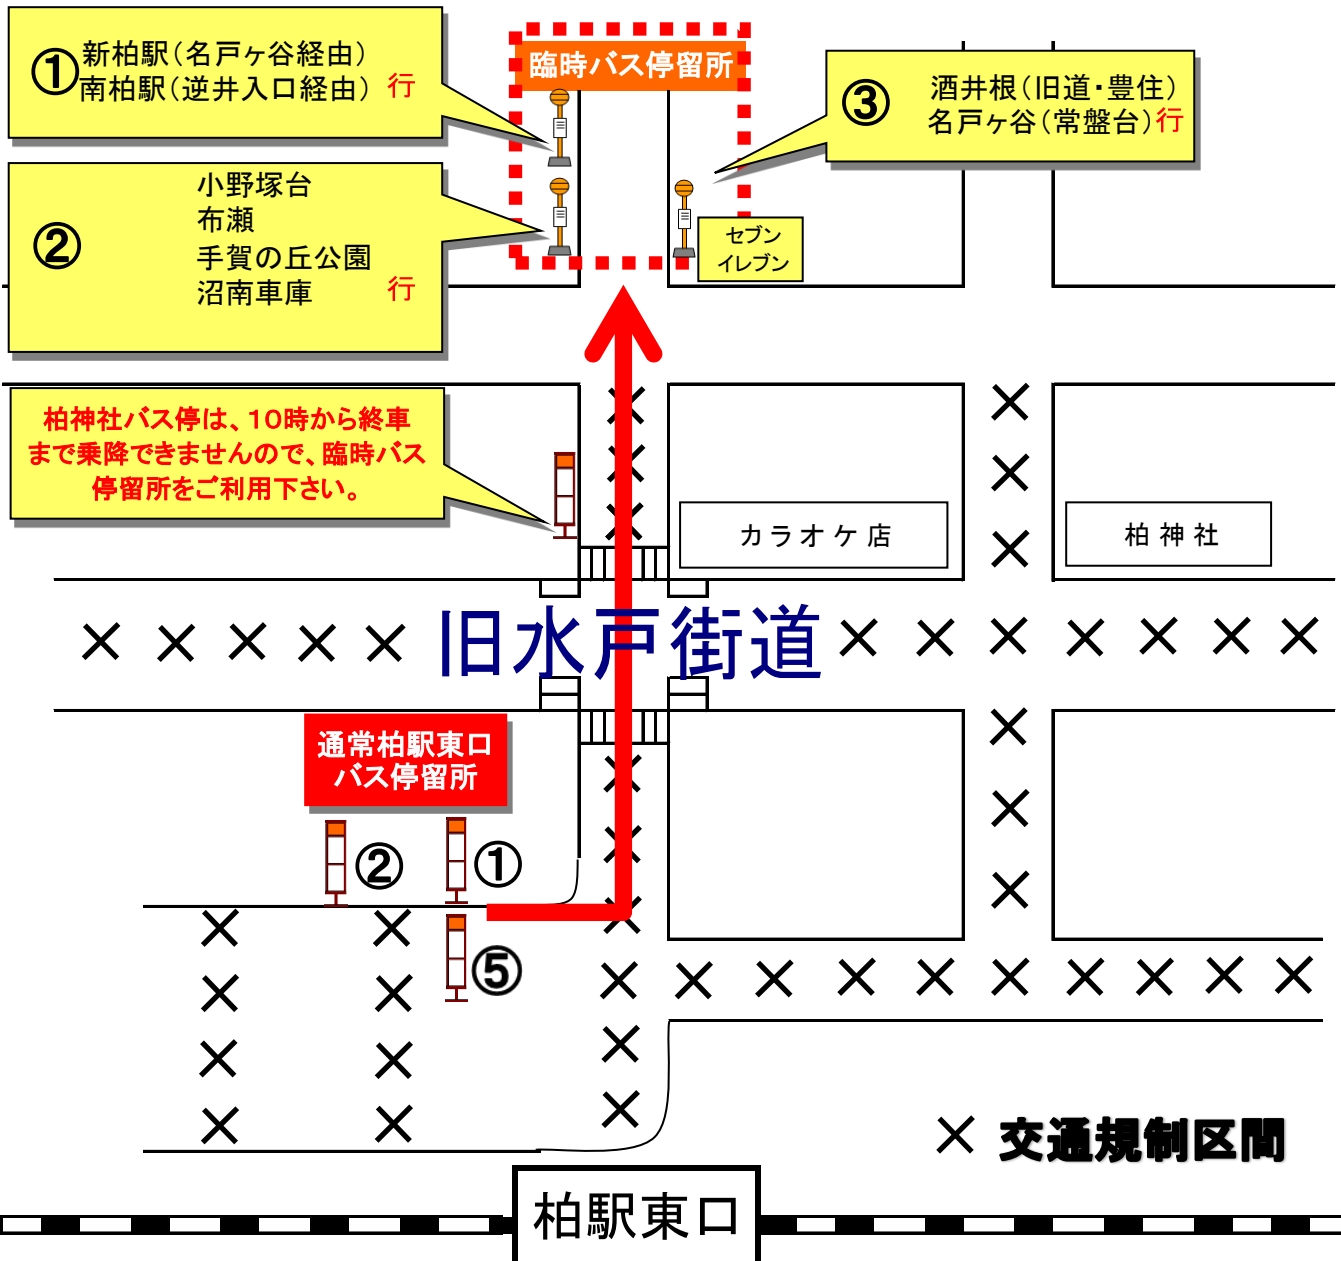 ①
新柏駅（名戸ヶ谷経由）
南柏駅（逆井入口経由） 行
臨時バス停留所
③
酒井根（旧道・豊住）
名戸ヶ谷（常盤台）行
②
小野塚台
布瀬
手賀の丘公園
沼南車庫 行
セブン
イレブン
柏神社バス停は、10時から終車
まで乗降できませんので、臨時バス
停留所をご利用下さい。
カラオケ店
柏神社
旧水戸街道
通常柏駅東口
バス停留所
②
①
⑤
交通規制区間
柏駅東口